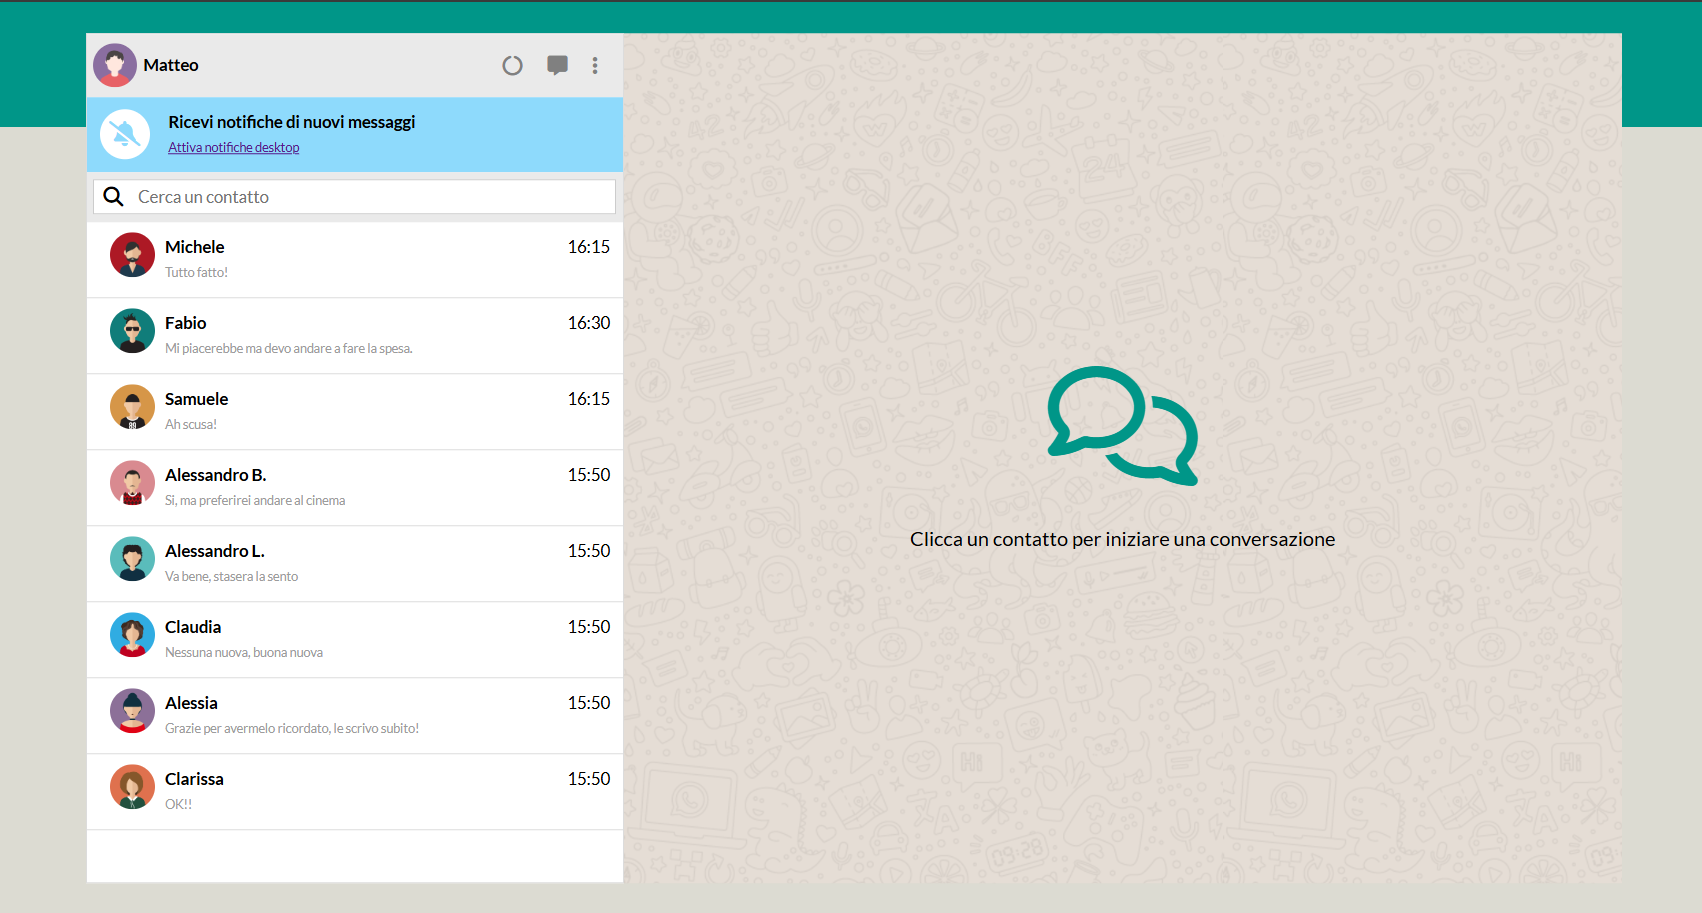 Matteo
Ricevi notifiche di nuovi messaggi
Attiva notifiche desktop
Cerca un contatto
Michele 16:15
Tutto fatto!
Fabio 16:30
Mi piacerebbe ma devo andare a fare la spesa.
Samuele 16:15
Ah scusa!
Alessandro B. 15:50
Si, ma preferirei andare al cinema
Alessandro L. 15:50
Va bene, stasera la sento
Claudia 15:50
Nessuna nuova, buona nuova
Alessia 15:50
Grazie per avermelo ricordato, le scrivo subito!
Clarissa 15:50
OK!!
Clicca un contatto per iniziare una conversazione